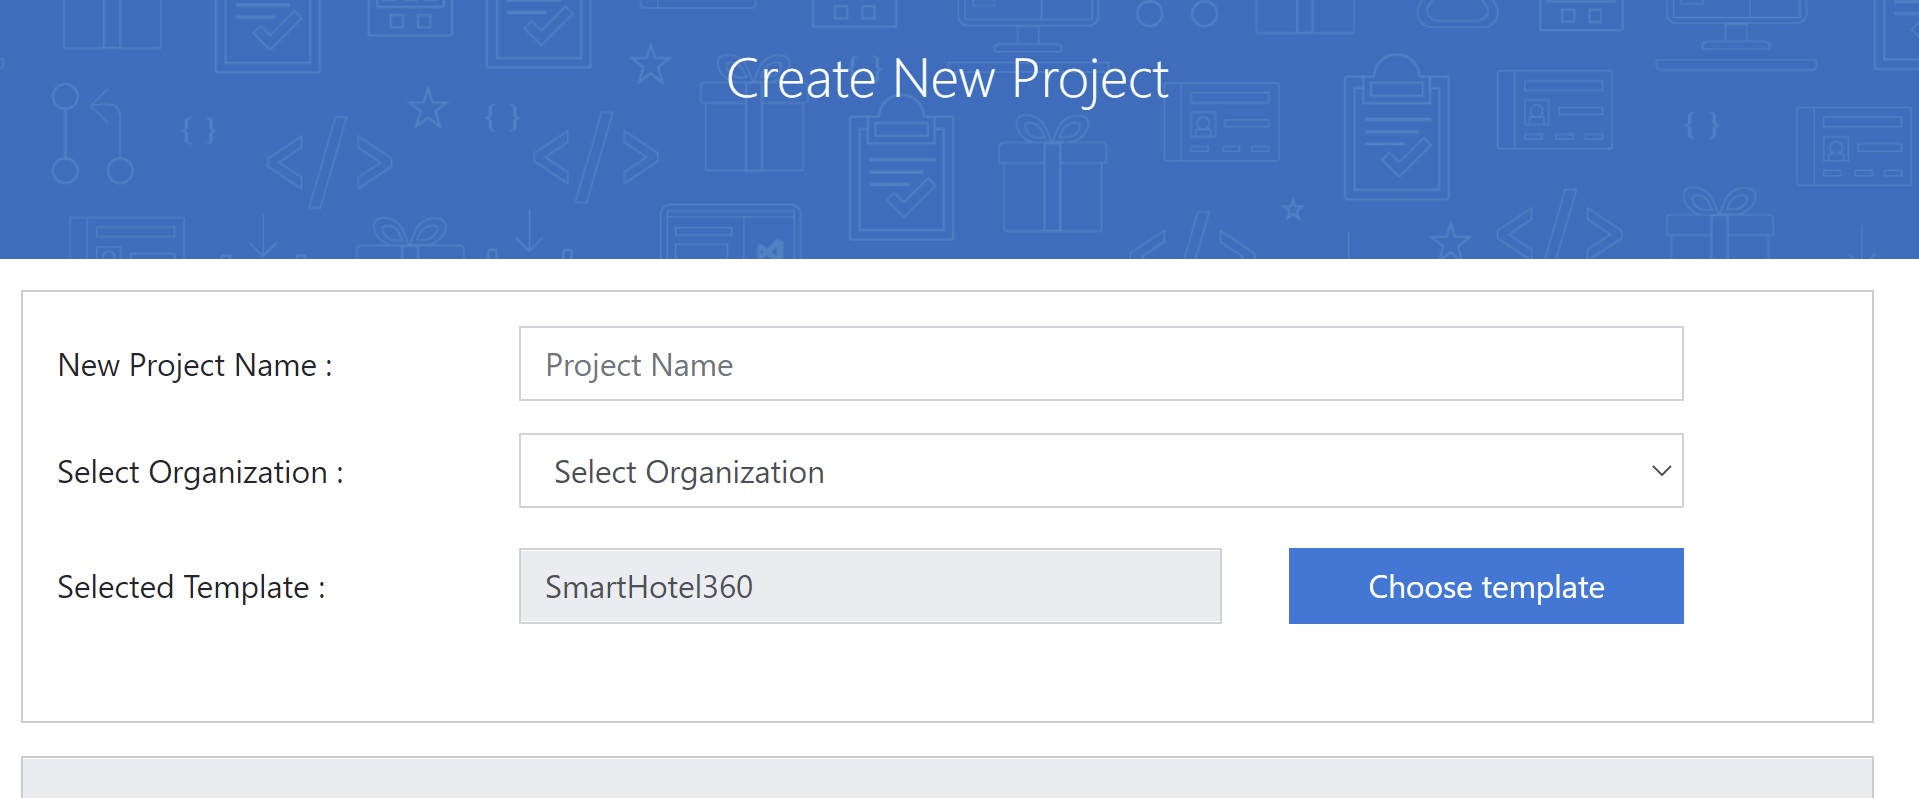 Create New Project
New Project Name :
Project Name
Select Organization :
Select Organization
Selected Template :
SmartHotel360
Choose template